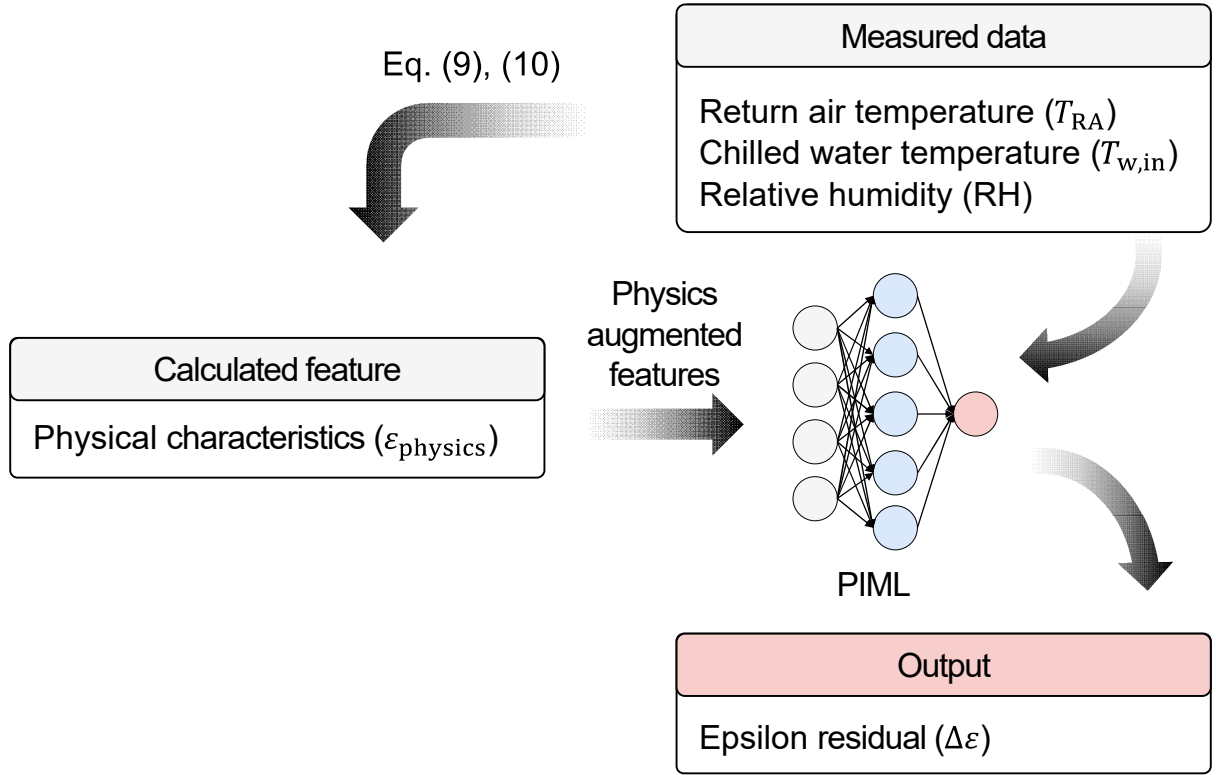 Measured data
Eq. (9), (10)
Return air temperature (T_RA)
Chilled water temperature (T_w,in)
Relative humidity (RH)
Physics
augmented
features
Calculated feature
Physical characteristics (ε_physics)
PIML
Output
Epsilon residual (Δε)